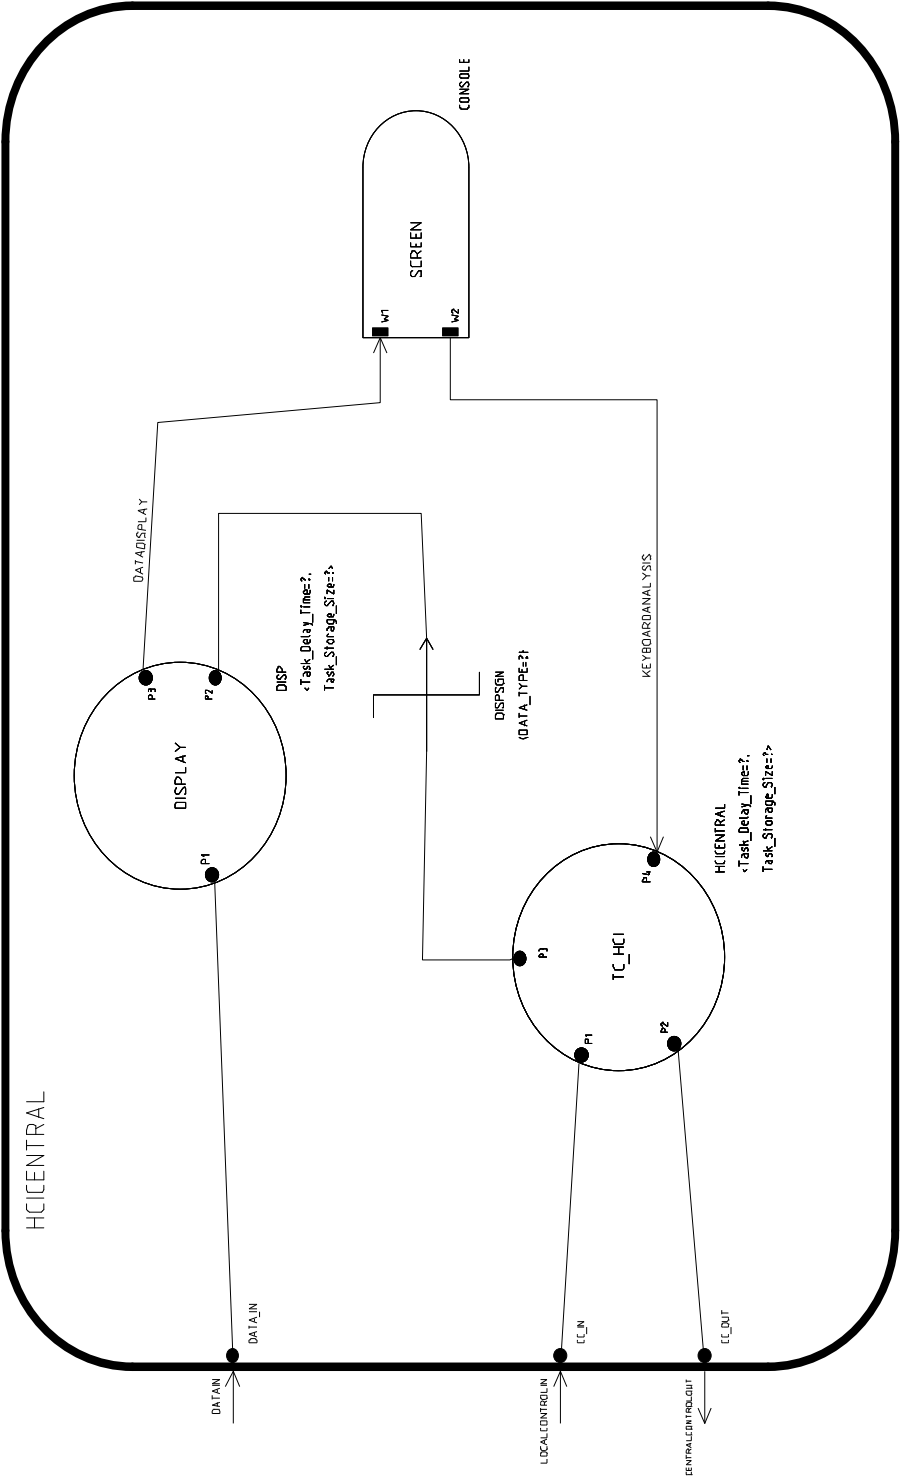 HCICENTRAL
DATADISPLAY
P3
P2
DISPLAY
P1
DISP
<Task_Delay_Time=?,
Task_Storage_Size=?>
CONSOLE
SCREEN
W1
W2
DISPSGN
{DATA_TYPE=?}
KEYBOARDANALYSIS
HCICENTRAL
<Task_Delay_Time=?,
Task_Storage_Size=?>
TC_HCI
P3
P4
P1
P2
DATA_IN
DATAIN
CC_IN
LOCALCONTROLIN
CC_OUT
CENTRALCONTROLOUT